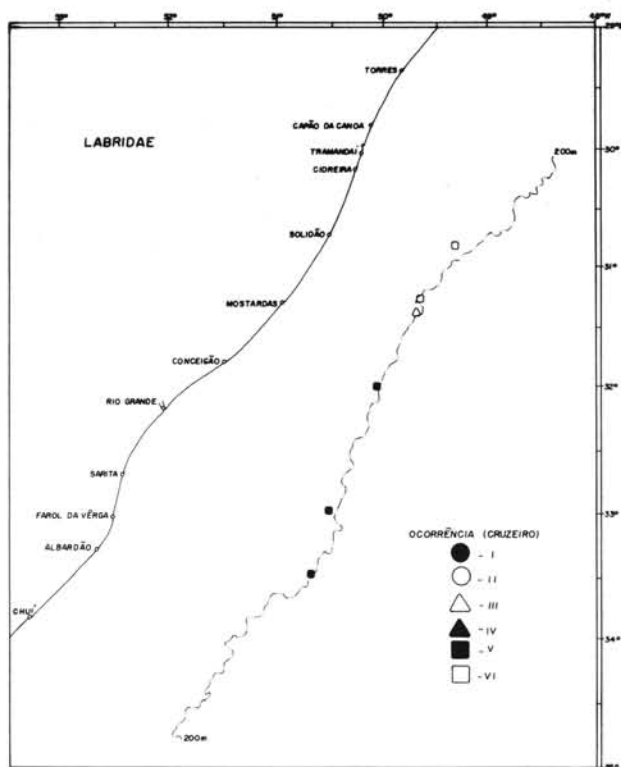 TORRES
CAPÃO DA CANOA
LABRIDAE
TRAMANDAÍ
CIDREIRA
30°
200m
SOLIDÃO
31°
MOSTARDAS
CONCEIÇÃO
32°
RIO GRANDE
SARITA
FAROL DA VÊRGA
33°
OCORRÊNCIA (CRUZEIRO)
ALBARDÃO
- I
- II
- III
CHUÍ
- IV
34°
- V
- VI
200m